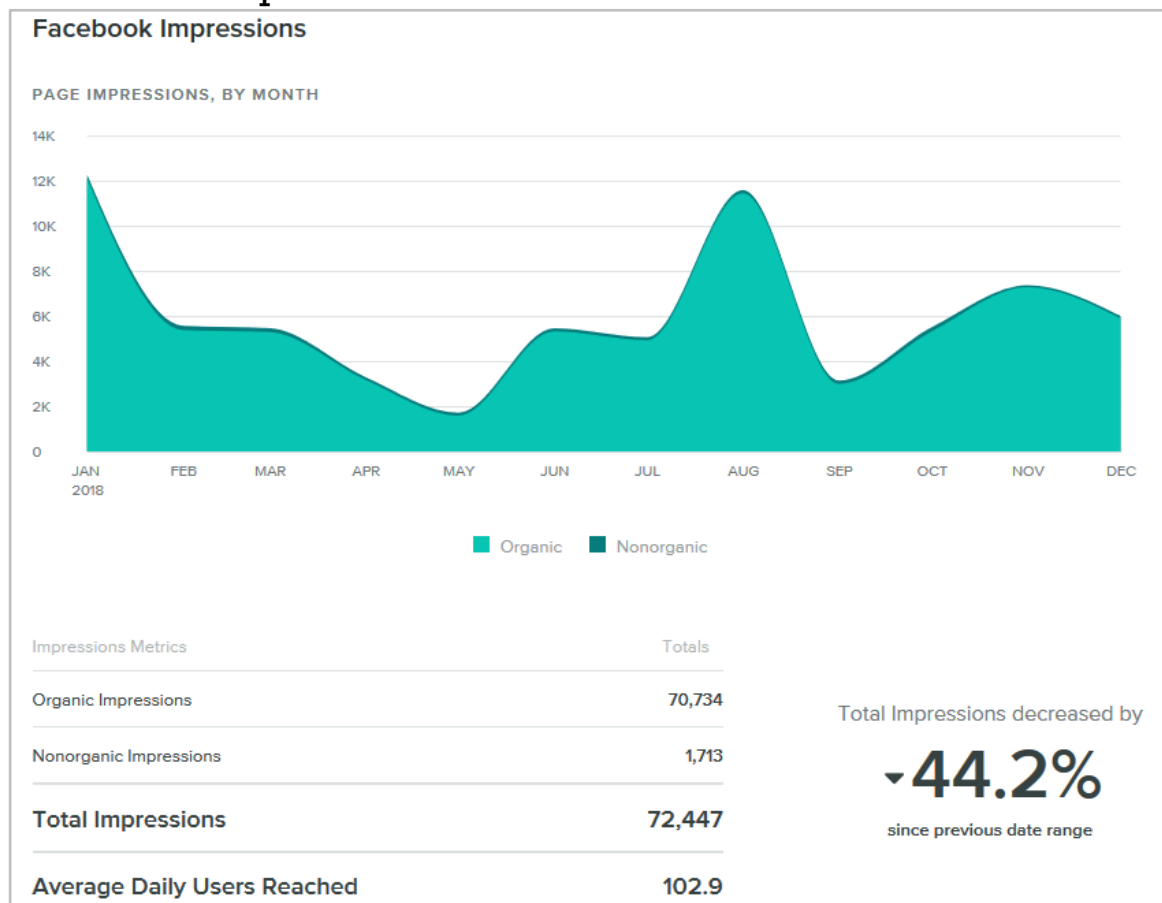 Facebook Impressions
PAGE IMPRESSIONS, BY MONTH
14K
12K
10K
8K
6K
4K
2K
0
JAN FEB MAR APR MAY JUN JUL AUG SEP OCT NOV DEC
2018
Organic Nonorganic
Impressions Metrics Totals
Organic Impressions 70,734
Nonorganic Impressions 1,713
Total Impressions 72,447
Average Daily Users Reached 102.9
Total Impressions decreased by
44.2%
since previous date range